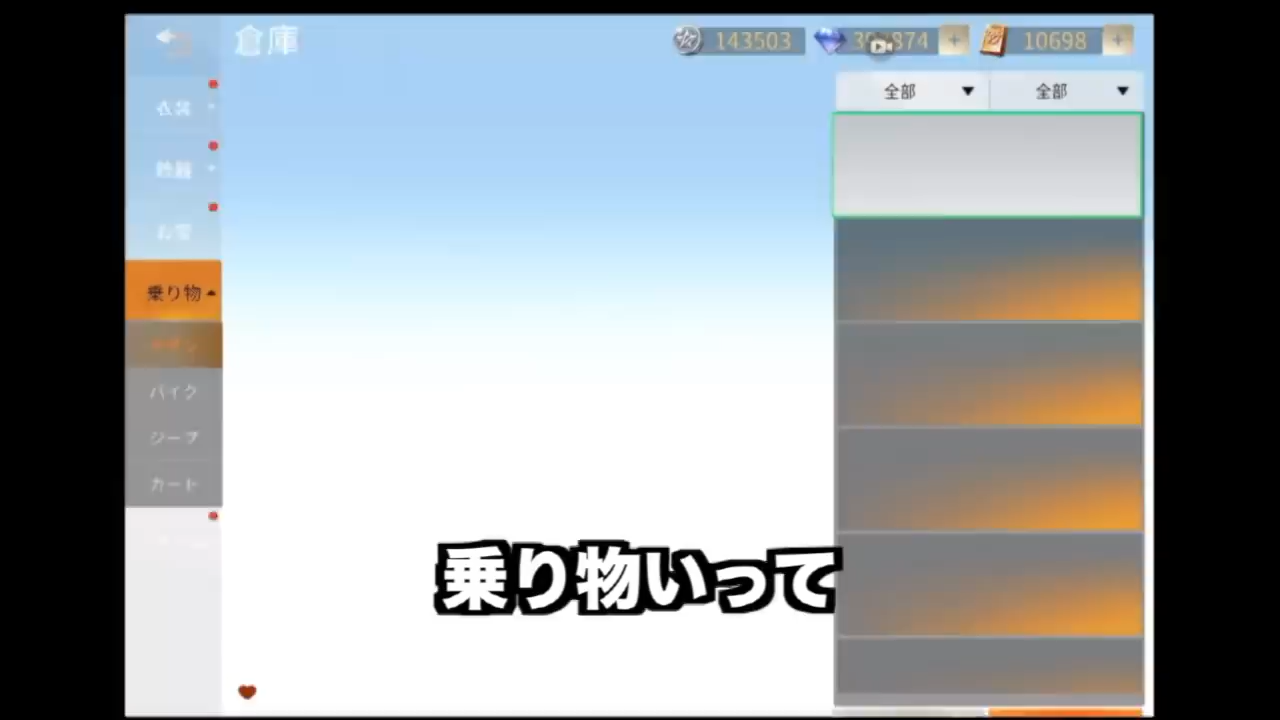 倉庫
143503
10698
全部
全部
衣装
乗り物
バイク
ジープ
カート
乗り物いって